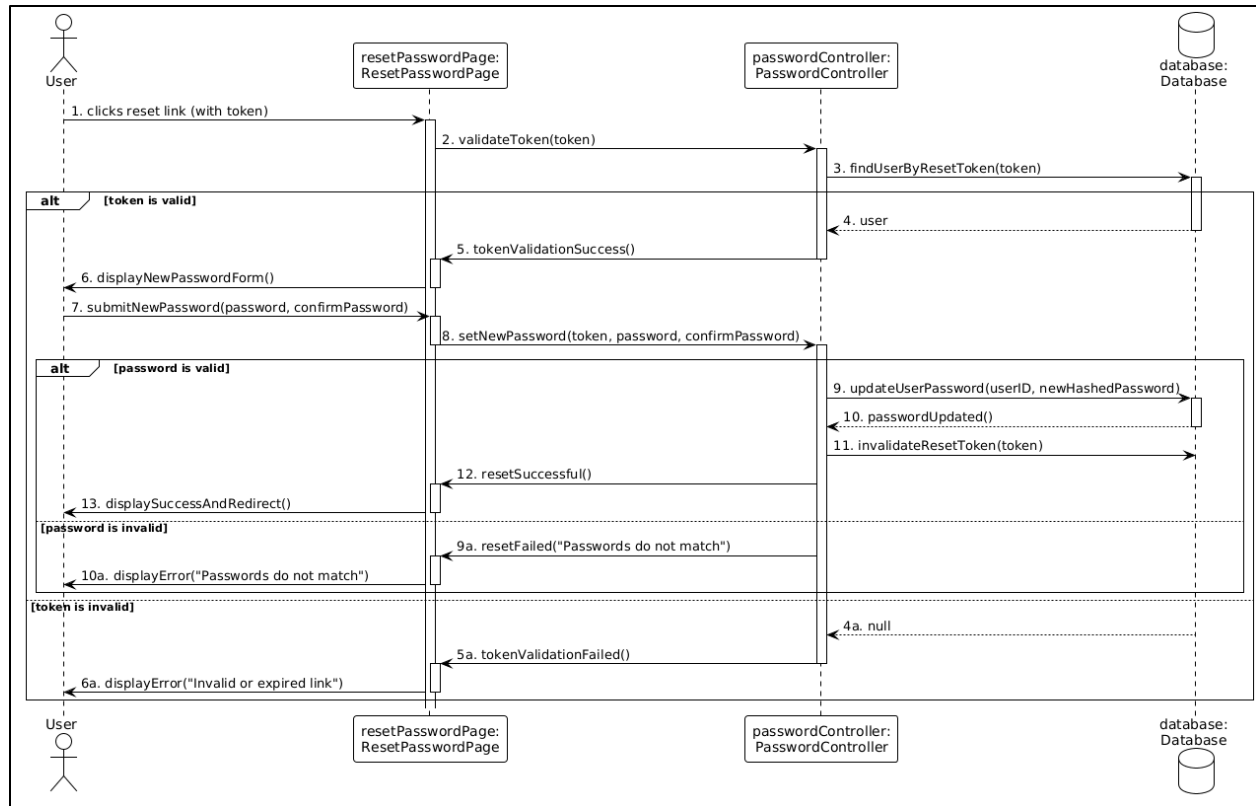 User
resetPasswordPage:
ResetPasswordPage
passwordController:
PasswordController
database:
Database
1. clicks reset link (with token)
2. validateToken(token)
3. findUserByResetToken(token)
alt [token is valid]
4. user
5. tokenValidationSuccess()
6. displayNewPasswordForm()
7. submitNewPassword(password, confirmPassword)
8. setNewPassword(token, password, confirmPassword)
alt [password is valid]
9. updateUserPassword(userID, newHashedPassword)
10. passwordUpdated()
11. invalidateResetToken(token)
12. resetSuccessful()
13. displaySuccessAndRedirect()
[password is invalid]
9a. resetFailed("Passwords do not match")
10a. displayError("Passwords do not match")
[token is invalid]
4a. null
5a. tokenValidationFailed()
6a. displayError("Invalid or expired link")
User
resetPasswordPage:
ResetPasswordPage
passwordController:
PasswordController
database:
Database